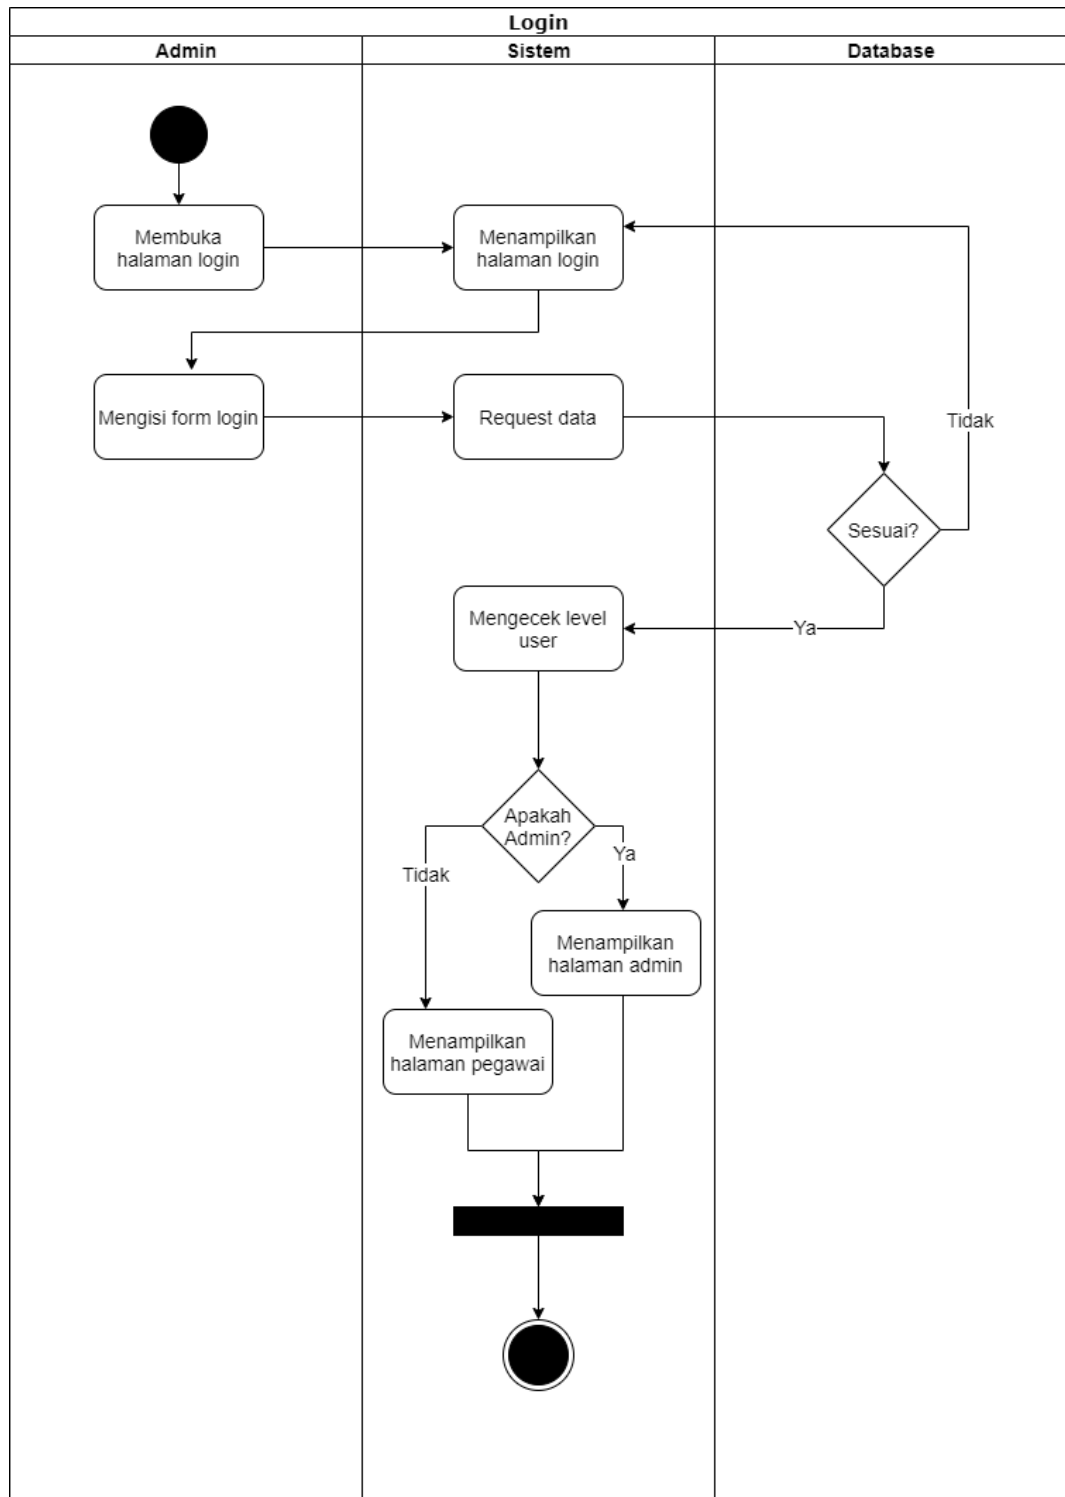 Login
Admin
Sistem
Database
Membuka
halaman login
Menampilkan
halaman login
Mengisi form login
Request data
Tidak
Sesuai?
Mengecek level
user
Ya
Apakah
Admin?
Ya
Tidak
Menampilkan
halaman admin
Menampilkan
halaman pegawai